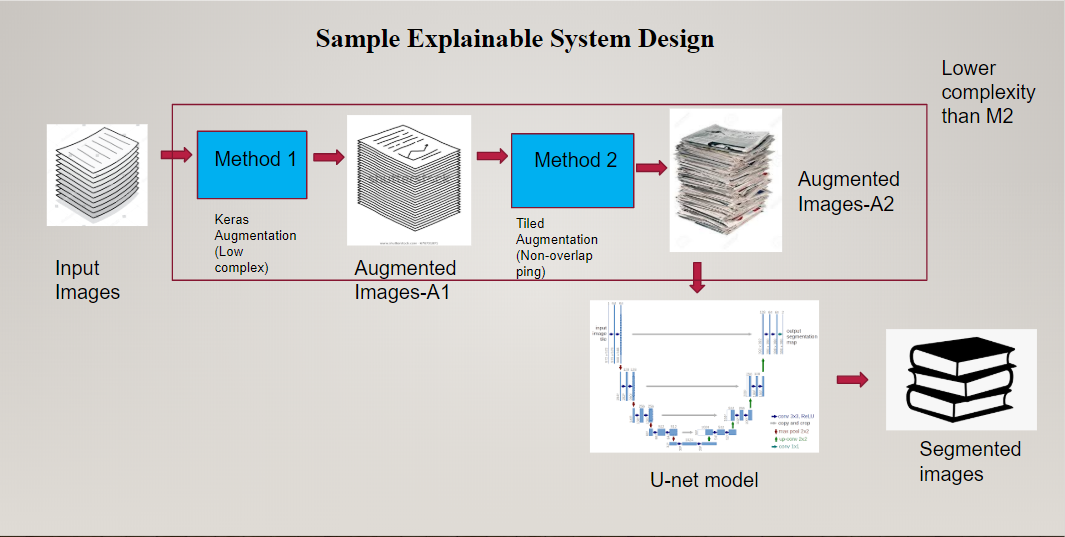 Sample Explainable System Design
Lower
complexity
than M2
Method 1
Method 2
Augmented
Images-A2
Keras
Augmentation
(Low
complex)
Tiled
Augmentation
(Non-overlap
ping)
Input
Images
Augmented
Images-A1
input
image
tile
output
segmentation
map
conv 3x3, ReLU
copy and crop
max pool 2x2
up-conv 2x2
conv 1x1
U-net model
Segmented
images